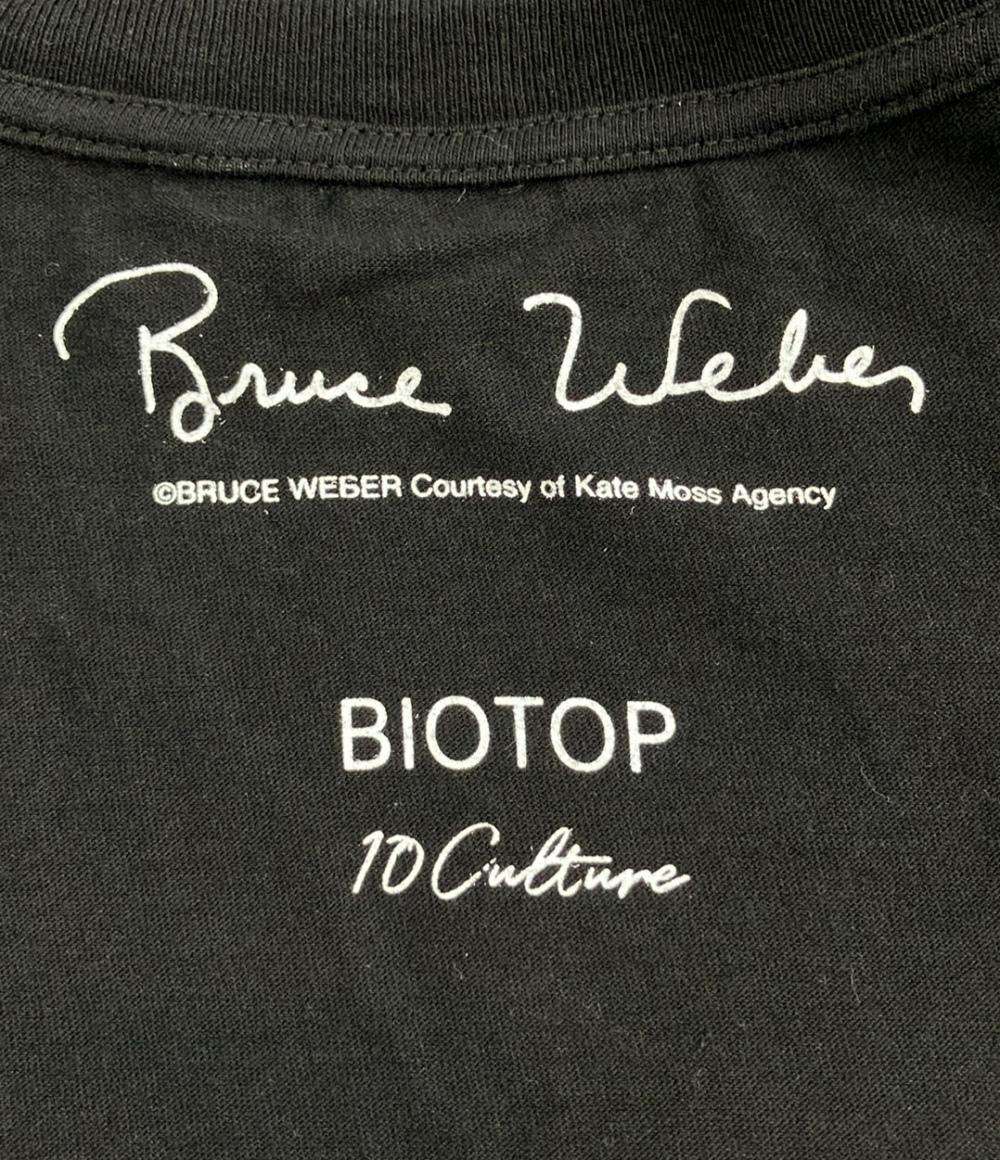 Bruce Weber
©BRUCE WEBER Courtesy of Kate Moss Agency
BIOTOP
10 Culture